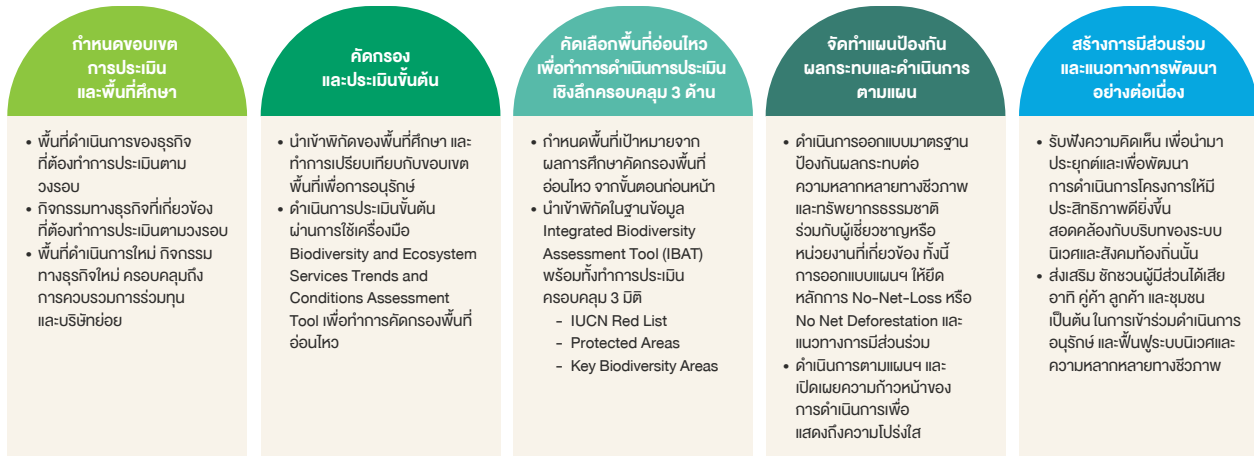 กำหนดขอบเขต
การประเมิน
และพื้นที่ศึกษา
• พื้นที่ดำเนินการของธุรกิจ
ที่ต้องทำการประเมินตาม
วงรอบ
• กิจกรรมทางธุรกิจที่เกี่ยวข้อง
ที่ต้องทำการประเมินตามวงรอบ
• พื้นที่ดำเนินการใหม่ กิจกรรม
ทางธุรกิจใหม่ ครอบคลุมถึง
การควบรวมการร่วมทุน
และบริษัทย่อย
คัดกรอง
และประเมินขั้นต้น
• นำเข้าพิกัดของพื้นที่ศึกษา และ
ทำการเปรียบเทียบกับขอบเขต
พื้นที่เพื่อการอนุรักษ์
• ดำเนินการประเมินขั้นต้น
ผ่านการใช้เครื่องมือ
Biodiversity and Ecosystem
Services Trends and
Conditions Assessment
Tool เพื่อทำการคัดกรองพื้นที่
อ่อนไหว
คัดเลือกพื้นที่อ่อนไหว
เพื่อทำการดำเนินการประเมิน
เชิงลึกครอบคลุม 3 ด้าน
• กำหนดพื้นที่เป้าหมายจาก
ผลการศึกษาคัดกรองพื้นที่
อ่อนไหว จากขั้นตอนก่อนหน้า
• นำเข้าพิกัดในฐานข้อมูล
Integrated Biodiversity
Assessment Tool (IBAT)
พร้อมทั้งทำการประเมิน
ครอบคลุม 3 มิติ
- IUCN Red List
- Protected Areas
- Key Biodiversity Areas
จัดทำแผนป้องกัน
ผลกระทบและดำเนินการ
ตามแผน
• ดำเนินการออกแบบมาตรฐาน
ป้องกันผลกระทบต่อ
ความหลากหลายทางชีวภาพ
และทรัพยากรธรรมชาติ
ร่วมกับผู้เชี่ยวชาญหรือ
หน่วยงานที่เกี่ยวข้อง ทั้งนี้
การออกแบบแผนฯ ให้ยึด
หลักการ No-Net-Loss หรือ
No Net Deforestation และ
แนวทางการมีส่วนร่วม
• ดำเนินการตามแผนฯ และ
เปิดเผยความก้าวหน้าของ
การดำเนินการเพื่อ
แสดงถึงความโปร่งใส
สร้างการมีส่วนร่วม
และแนวทางการพัฒนา
อย่างต่อเนื่อง
• รับฟังความคิดเห็น เพื่อนำมา
ประยุกต์และเพื่อพัฒนา
การดำเนินการโครงการให้มี
ประสิทธิภาพดียิ่งขึ้น
สอดคล้องกับบริบทของระบบ
นิเวศและสังคมท้องถิ่นนั้น
• ส่งเสริม ชักชวนผู้มีส่วนได้เสีย
อาทิ คู่ค้า ลูกค้า และชุมชน
เป็นต้น ในการเข้าร่วมดำเนินการ
อนุรักษ์ และฟื้นฟูระบบนิเวศและ
ความหลากหลายทางชีวภาพ